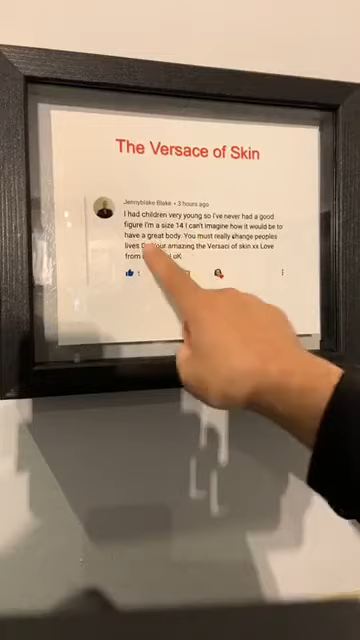 The Versace of Skin
Jennyblake Blake • 3 hours ago
I had children very young so I've never had a good
figure I'm a size 14 I can't imagine how it would be to
have a great body. You must really change peoples
lives your amazing the Versaci of skin xx Love
from UK